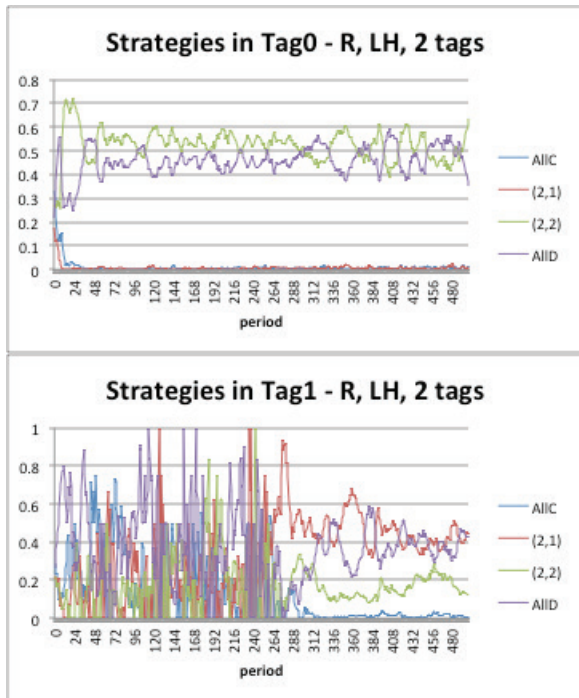 Strategies in Tag0 - R, LH, 2 tags
0.8
0.7
0.6
0.5
0.4
0.3
0.2
0.1
0
AllC
(2,1)
(2,2)
AllD
0 24 48 72 96 120 144 168 192 216 240 264 288 312 336 360 384 408 432 456 480
period
Strategies in Tag1 - R, LH, 2 tags
1
0.8
0.6
0.4
0.2
0
AllC
(2,1)
(2,2)
AllD
0 24 48 72 96 120 144 168 192 216 240 264 288 312 336 360 384 408 432 456 480
period